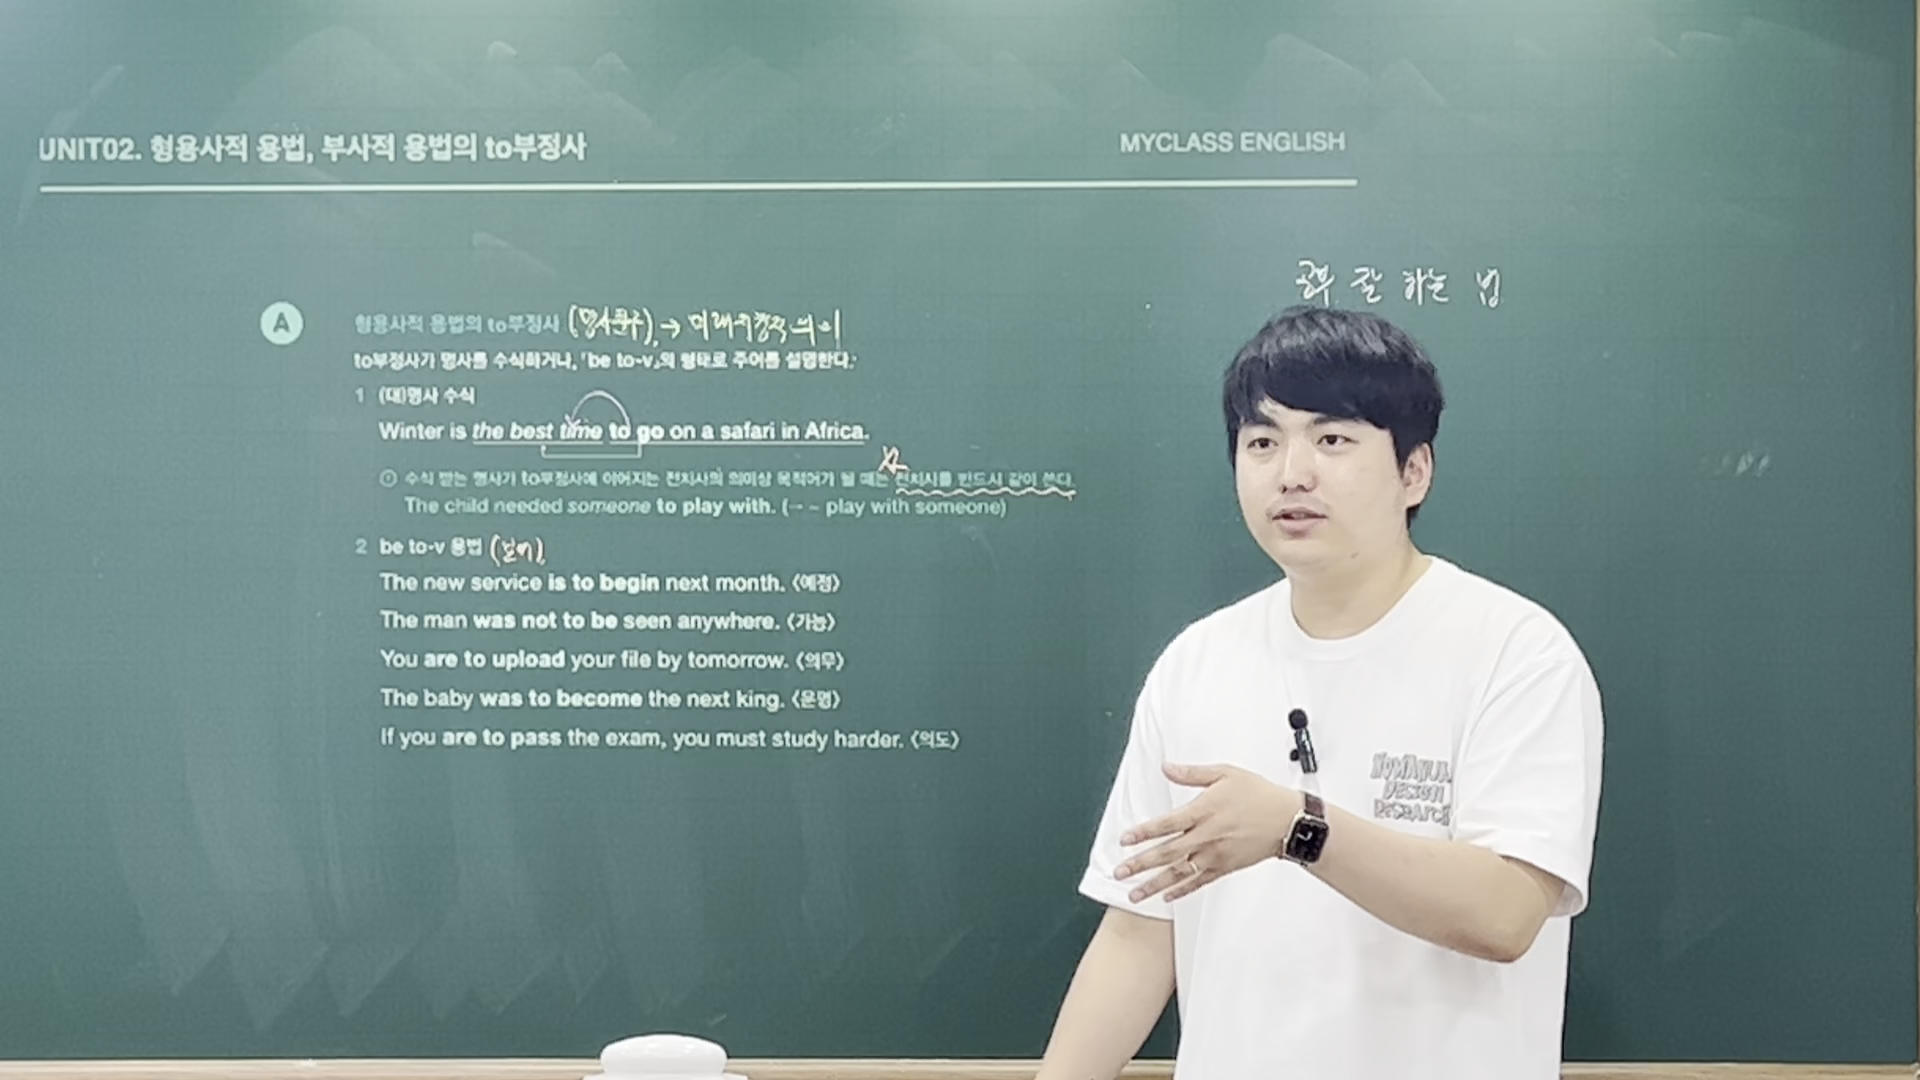 UNIT02. 형용사적 용법, 부사적 용법의 to부정사
MYCLASS ENGLISH
공부 잘 하는 법
A
형용사적 용법의 to부정사 (명사수식) → 미래지향적 의미
to부정사가 명사를 수식하거나, 「be to-v」의 형태로 주어를 설명한다.
1 (대)명사 수식
Winter is the best time to go on a safari in Africa.
① 수식 받는 명사가 to부정사에 이어지는 전치사의 의미상 목적어가 될 때는 전치사를 반드시 같이 쓴다.
The child needed someone to play with. (← ~ play with someone)
2 be to-v 용법
The new service is to begin next month. 〈예정〉
The man was not to be seen anywhere. 〈가능〉
You are to upload your file by tomorrow. 〈의무〉
The baby was to become the next king. 〈운명〉
If you are to pass the exam, you must study harder. 〈의도〉
DESIGN